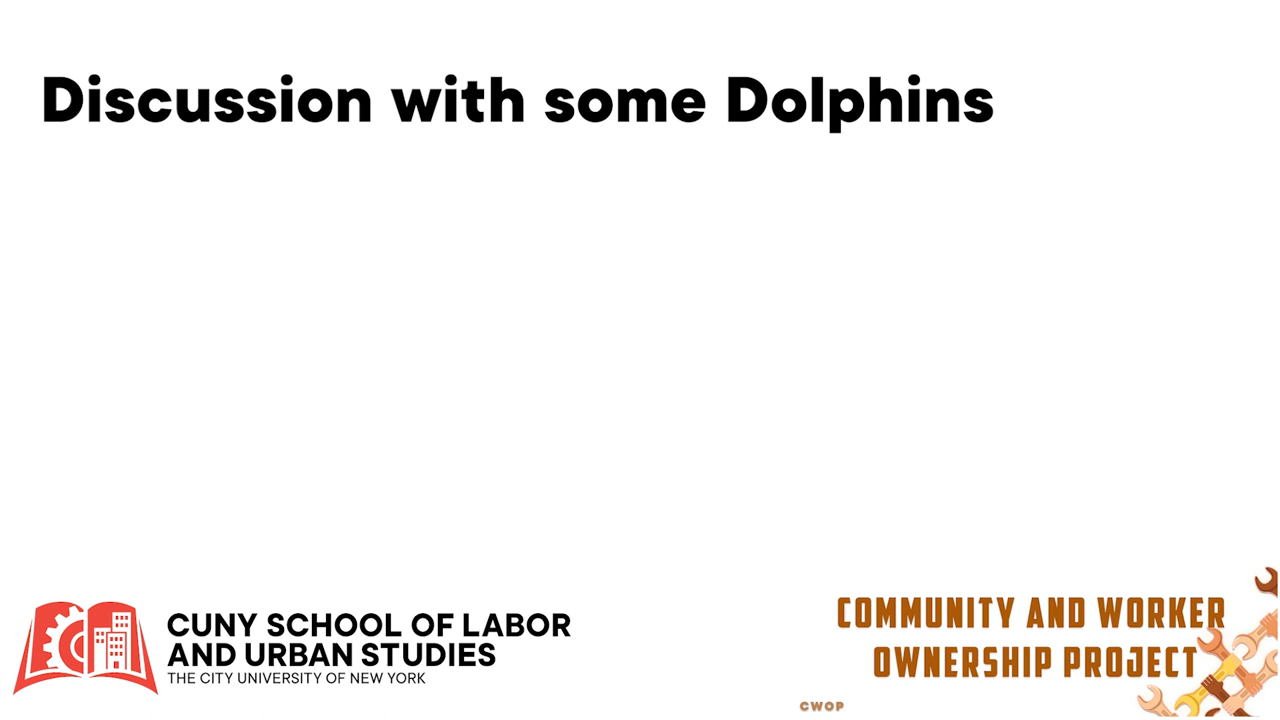 Discussion with some Dolphins
CUNY SCHOOL OF LABOR
AND URBAN STUDIES
THE CITY UNIVERSITY OF NEW YORK
COMMUNITY AND WORKER
OWNERSHIP PROJECT
CWOP